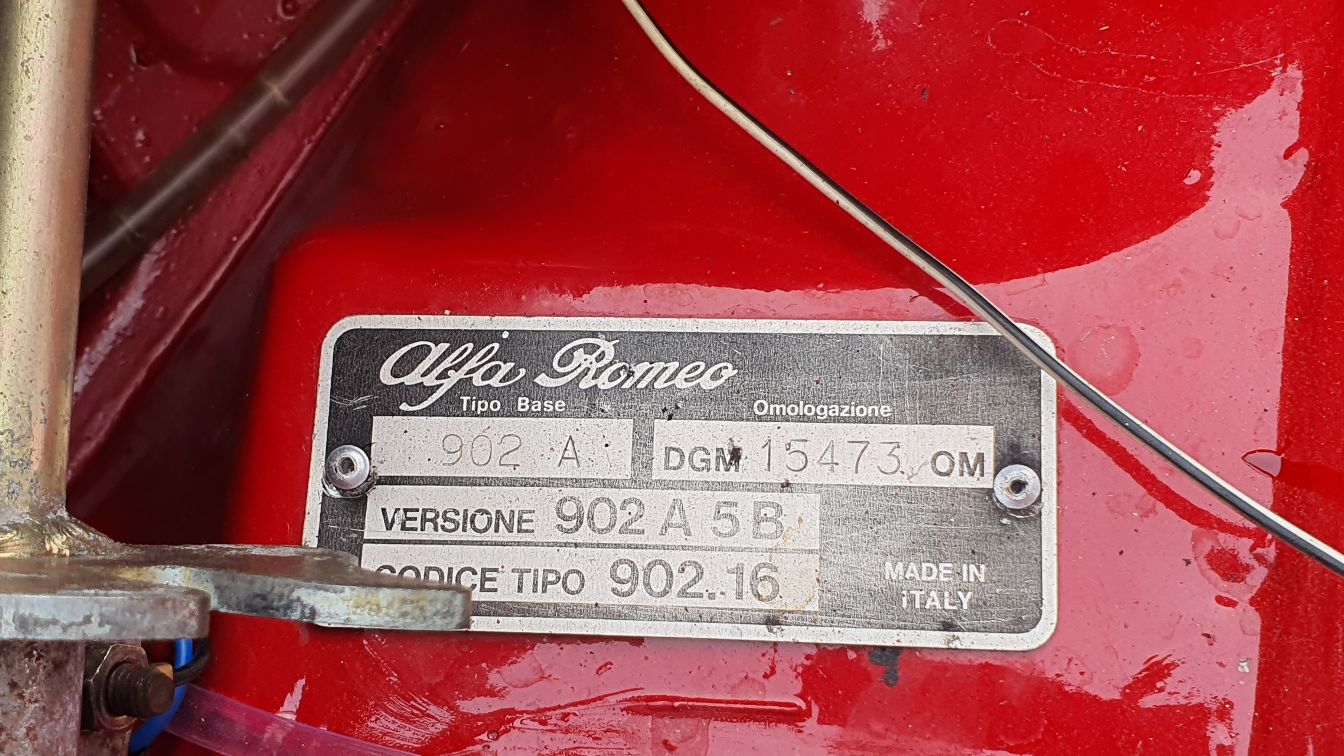 Alfa Romeo
Tipo Base Omologazione
902 A DGM 15473 OM
VERSIONE 902 A 5 B
CODICE TIPO 902.16
MADE IN
iTALY